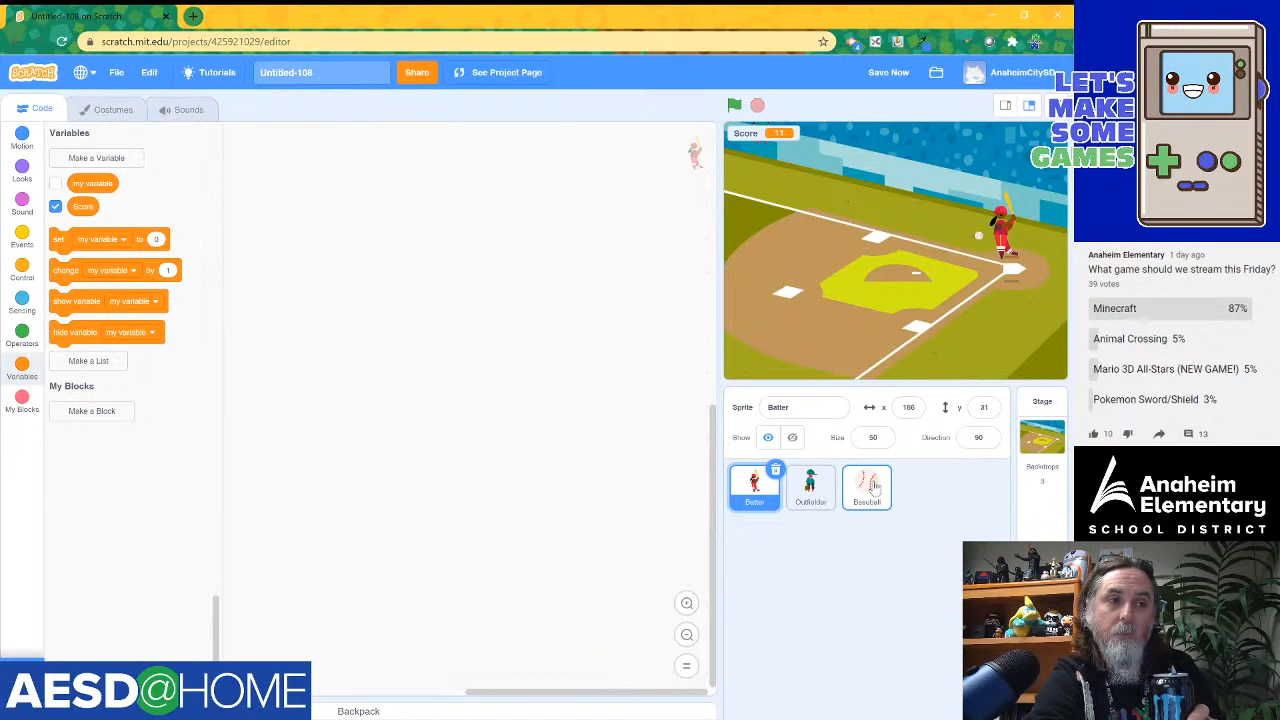 Untitled-108 on Scratch
scratch.mit.edu/projects/425921029/editor
SCRATCH
File
Edit
Tutorials
Untitled-108
Share
See Project Page
Save Now
AnaheimCitySD
Code
Costumes
Sounds
Motion
Looks
Sound
Events
Control
Sensing
Operators
Variables
My Blocks
Variables
Make a Variable
my variable
Score
set my variable to 0
change my variable by 1
show variable my variable
hide variable my variable
Make a List
My Blocks
Make a Block
Backpack
Score 11
Sprite Batter x 166 y 31
Show Size 50 Direction 90
Batter
Outfielder
Baseball
Stage
Backdrops
3
LET'S
MAKE
SOME
GAMES
Anaheim Elementary 1 day ago
What game should we stream this Friday?
39 votes
Minecraft 87%
Animal Crossing 5%
Mario 3D All-Stars (NEW GAME!) 5%
Pokemon Sword/Shield 3%
10 13
Anaheim
Elementary
SCHOOL DISTRICT
AESD@HOME